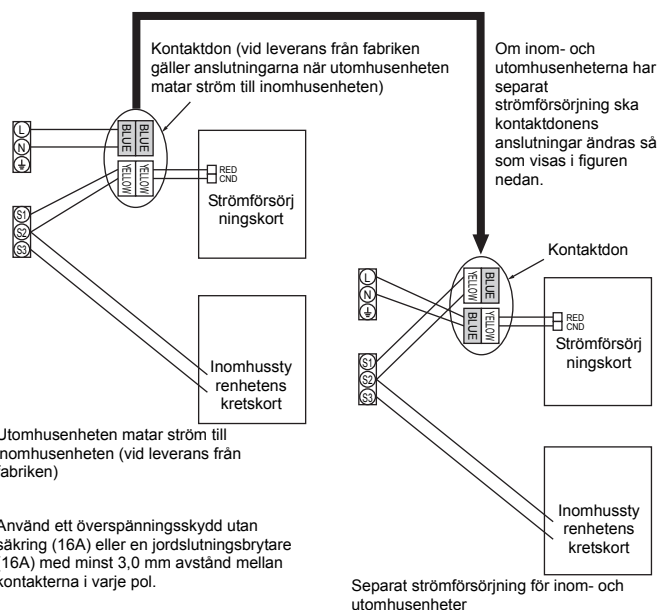 Kontaktdon (vid leverans från fabriken
gäller anslutningarna när utomhusenheten
matar ström till inomhusenheten)
Om inom- och
utomhusenheterna har
separat
strömförsörjning ska
kontaktdonens
anslutningar ändras så
som visas i figuren
nedan.
L
N
BLUE BLUE
YELLOW YELLOW
RED
CND
Strömförsörj
ningskort
S1
S2
S3
Inomhussty
renhetens
kretskort
Utomhusenheten matar ström till
inomhusenheten (vid leverans från
fabriken)
Använd ett överspänningsskydd utan
säkring (16A) eller en jordslutningsbrytare
(16A) med minst 3,0 mm avstånd mellan
kontakterna i varje pol.
Kontaktdon
L
N
YELLOW BLUE
BLUE YELLOW
RED
CND
Strömförsörj
ningskort
S1
S2
S3
Inomhussty
renhetens
kretskort
Separat strömförsörjning för inom- och
utomhusenheter